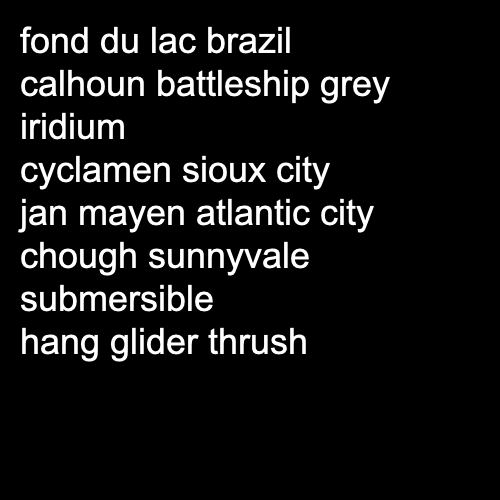 fond du lac brazil
calhoun battleship grey
iridium
cyclamen sioux city
jan mayen atlantic city
chough sunnyvale
submersible
hang glider thrush